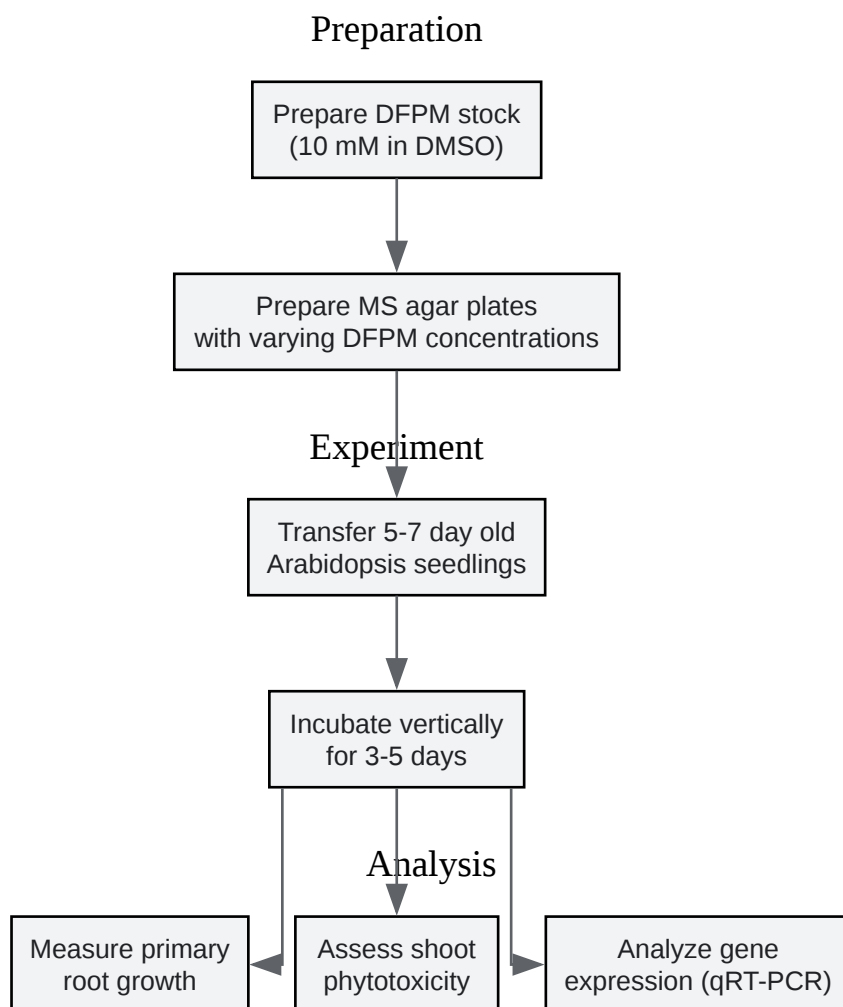 Preparation
Prepare DFPM stock
(10 mM in DMSO)
Prepare MS agar plates
with varying DFPM concentrations
Experiment
Transfer 5-7 day old
Arabidopsis seedlings
Incubate vertically
for 3-5 days
Analysis
Measure primary
root growth
Assess shoot
phytotoxicity
Analyze gene
expression (qRT-PCR)